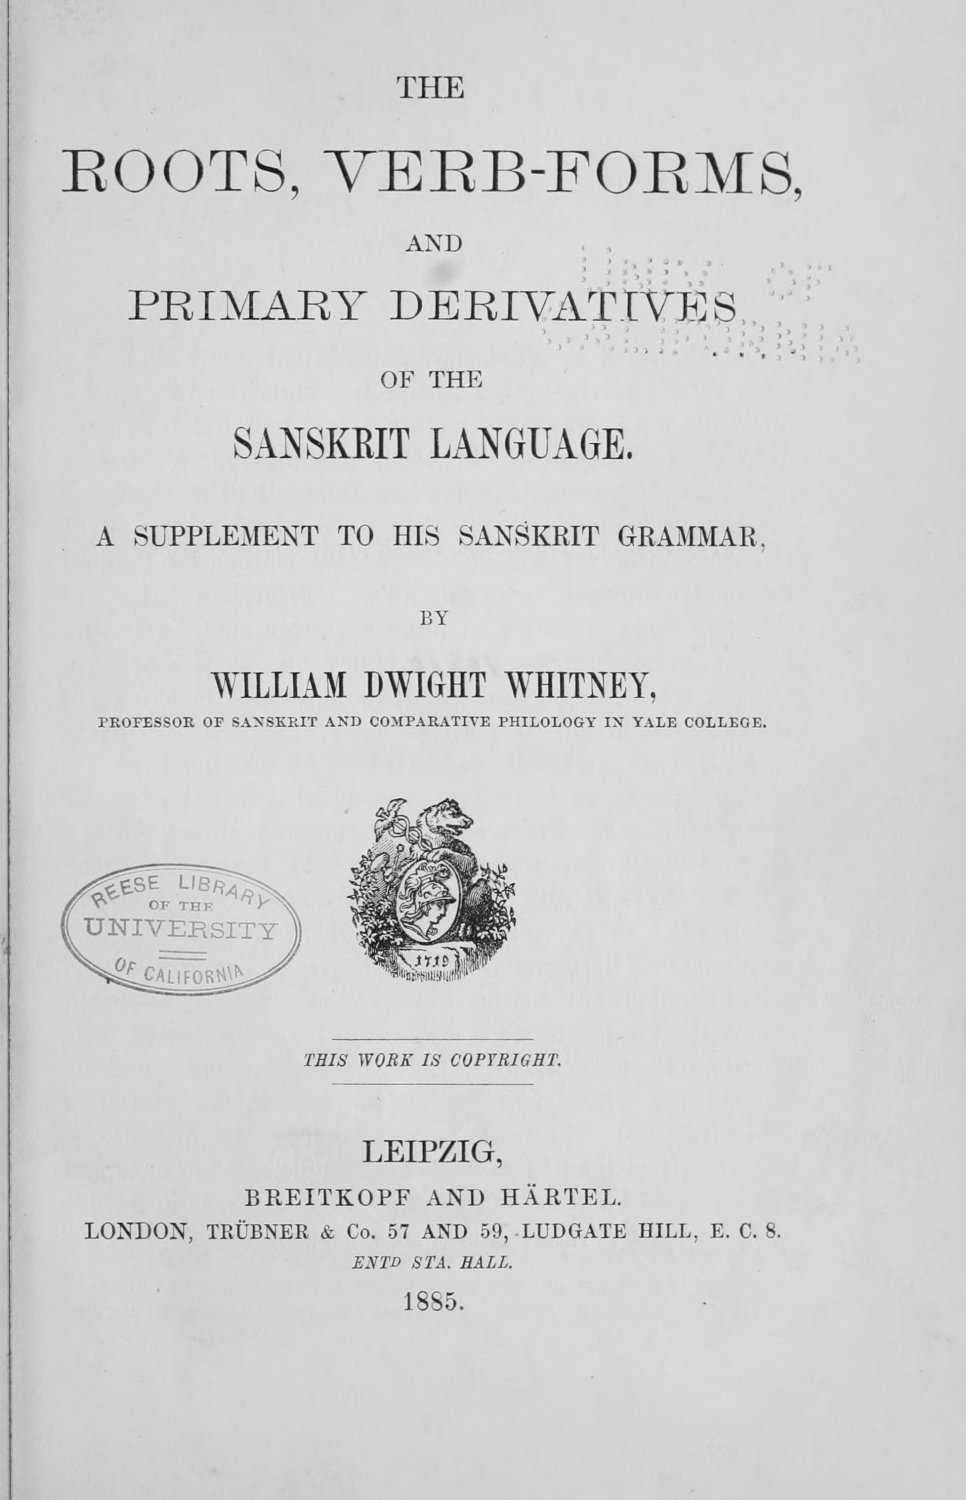 THE
ROOTS, VERB-FORMS,
AND
PRIMARY DERIVATIVES
OF THE
SANSKRIT LANGUAGE.
A SUPPLEMENT TO HIS SANSKRIT GRAMMAR,
BY
WILLIAM DWIGHT WHITNEY,
PROFESSOR OF SANSKRIT AND COMPARATIVE PHILOLOGY IN YALE COLLEGE.
REESE LIBRARY
OF THE
UNIVERSITY
OF CALIFORNIA
1719
THIS WORK IS COPYRIGHT.
LEIPZIG,
BREITKOPF AND HÄRTEL.
LONDON, TRÜBNER & Co. 57 AND 59, LUDGATE HILL, E. C. 8.
ENTD STA. HALL.
1885.
UNIV. OF
CALIFORNIA